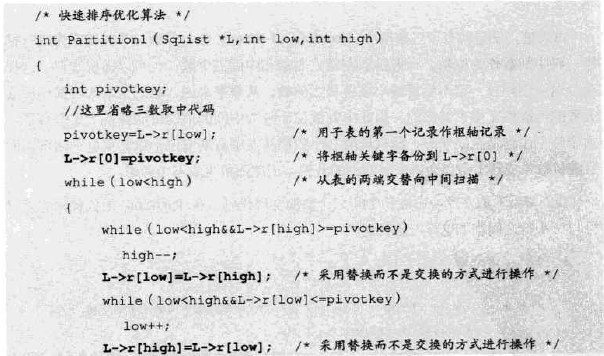 /* 快速排序优化算法 */
int Partition1(SqList *L,int low,int high)
{
int pivotkey;
//这里省略三数取中代码
pivotkey=L->r[low]; /* 用子表的第一个记录作枢轴记录 */
L->r[0]=pivotkey; /* 将枢轴关键字备份到L->r[0] */
while(low<high) /* 从表的两端交替向中间扫描 */
{
while(low<high&&L->r[high]>=pivotkey)
high--;
L->r[low]=L->r[high]; /* 采用替换而不是交换的方式进行操作 */
while(low<high&&L->r[low]<=pivotkey)
low++;
L->r[high]=L->r[low]; /* 采用替换而不是交换的方式进行操作 */